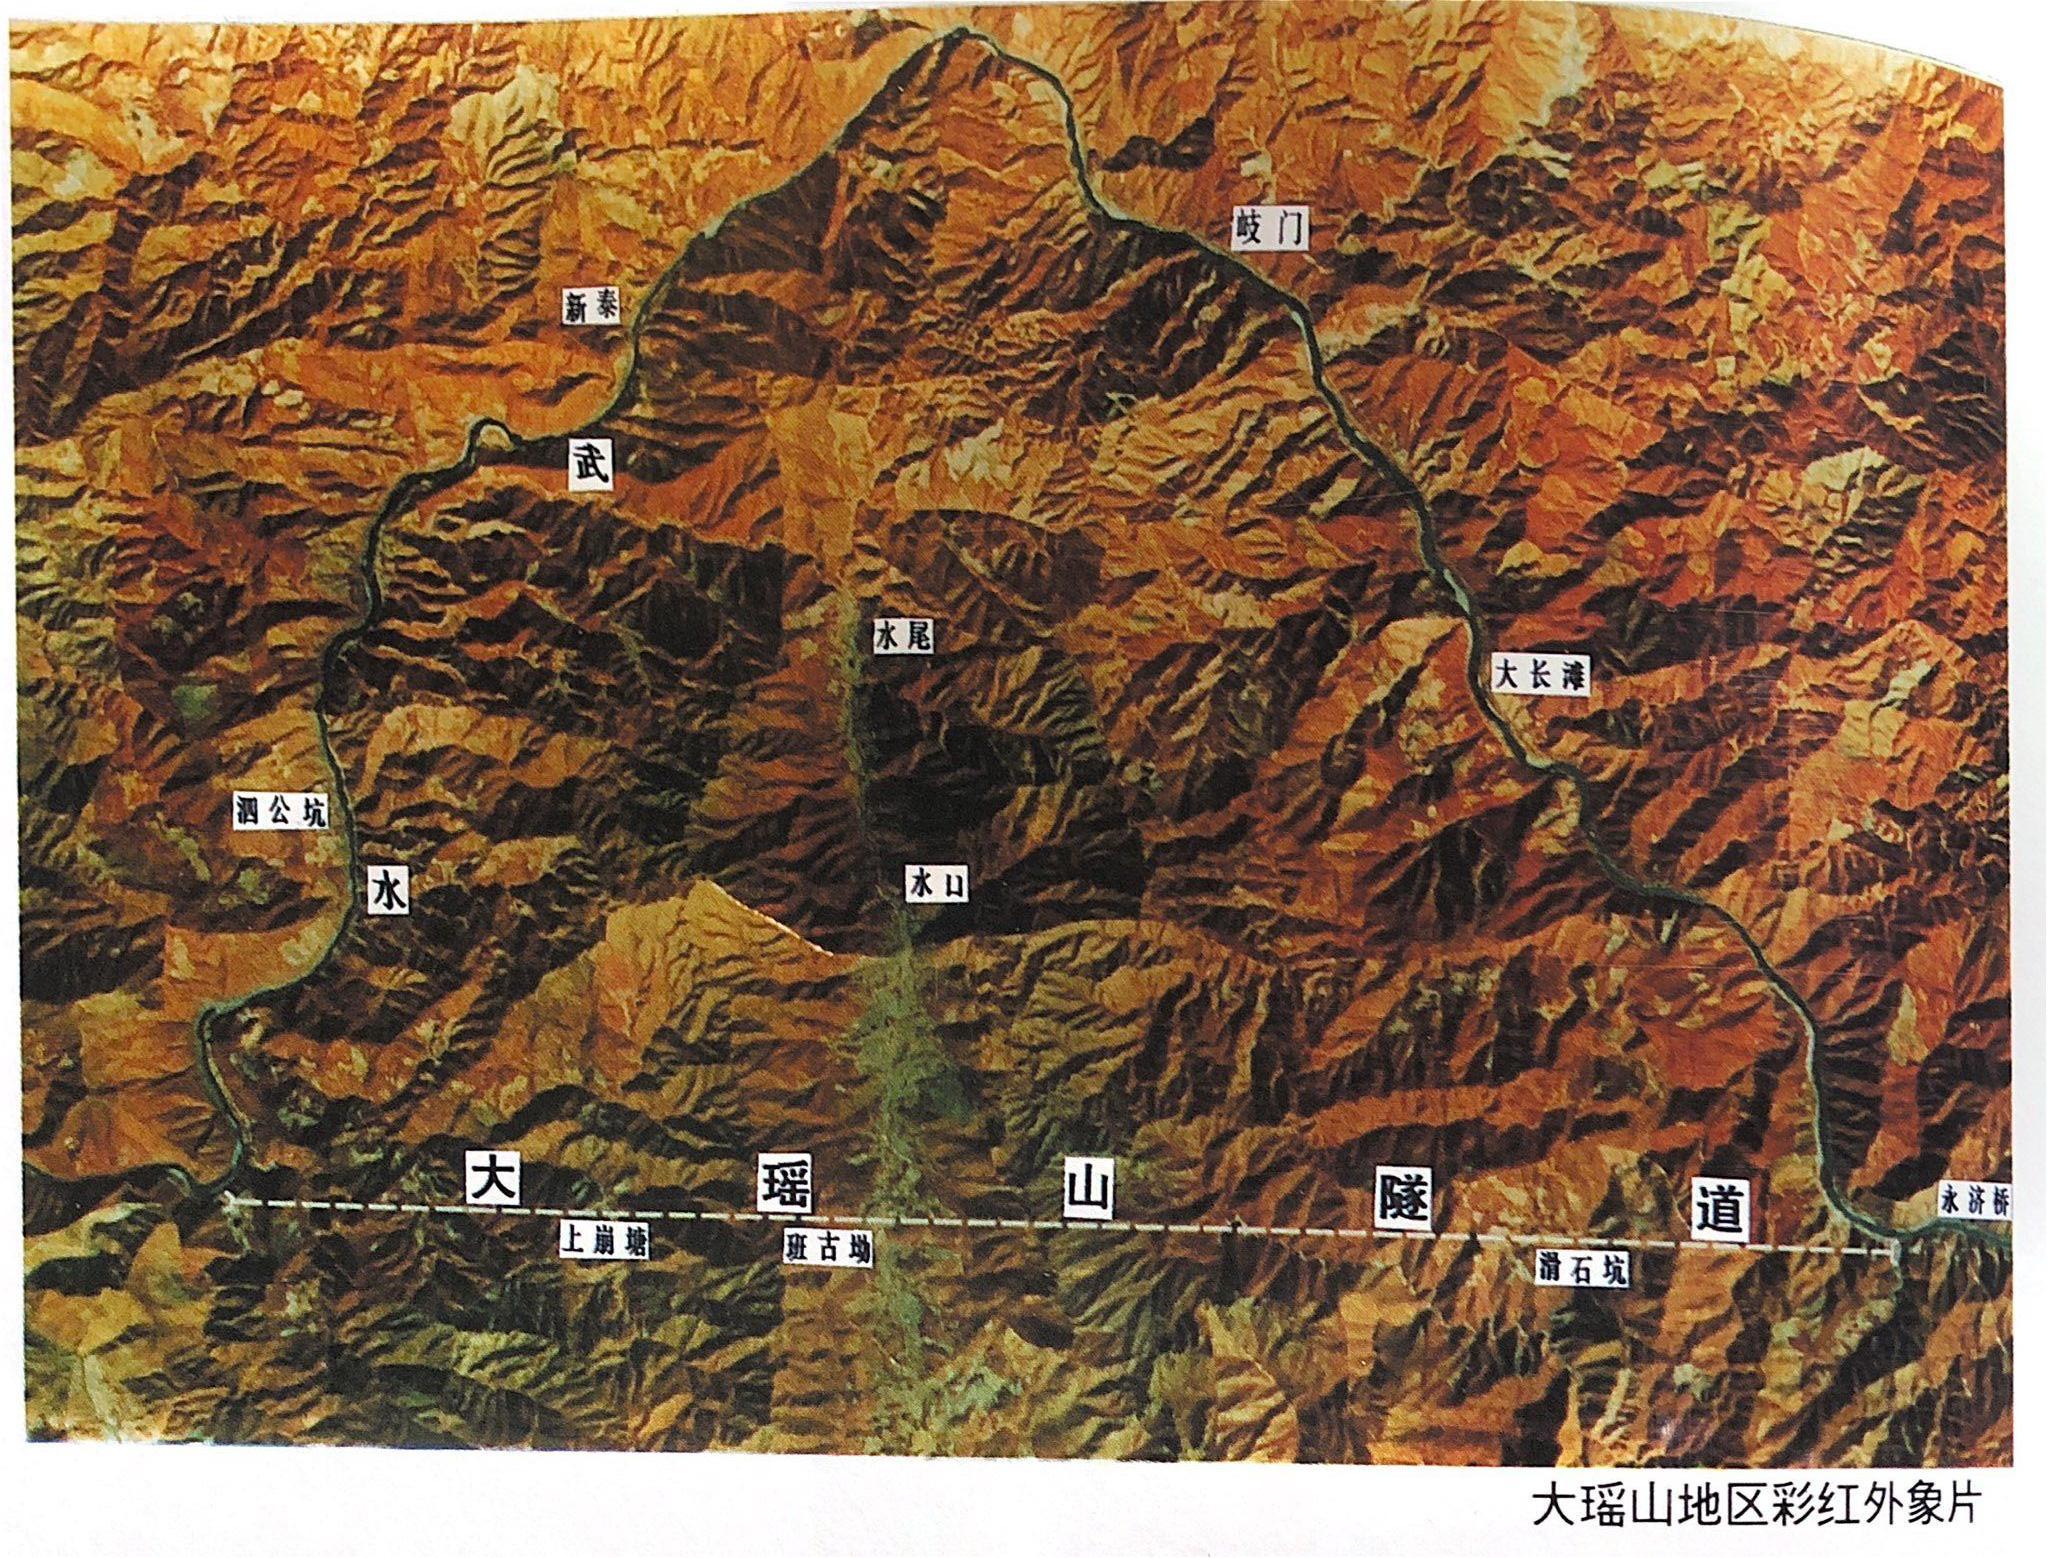 岐门
新泰
武
水尾
大长滩
泗公坑
水
水口
大瑶山隧道
永济桥
上崩塘
班古坳
滑石坑
大瑶山地区彩红外象片